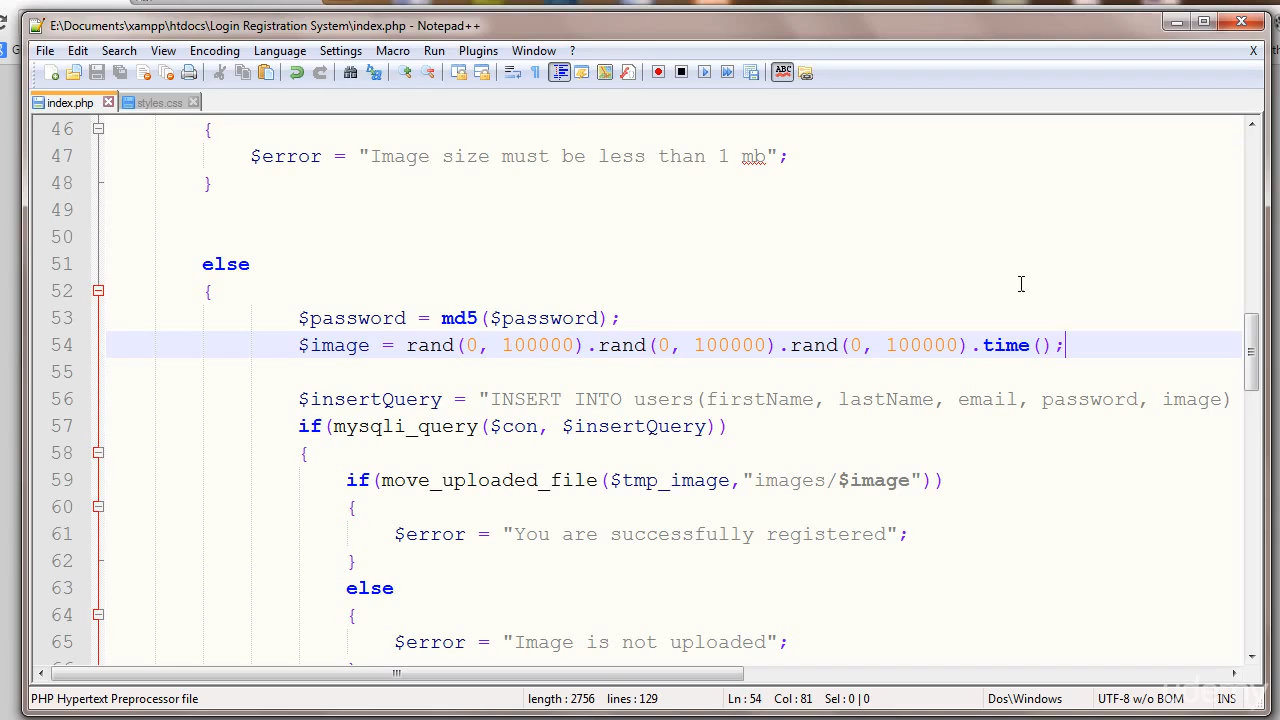 E:\Documents\xampp\htdocs\Login Registration System\index.php - Notepad++
File Edit Search View Encoding Language Settings Macro Run Plugins Window ? X
index.php styles.css
46 {
47 $error = "Image size must be less than 1 mb";
48 }
49
50
51 else
52 {
53 $password = md5($password);
54 $image = rand(0, 100000).rand(0, 100000).rand(0, 100000).time();
55
56 $insertQuery = "INSERT INTO users(firstName, lastName, email, password, image)
57 if(mysqli_query($con, $insertQuery))
58 {
59 if(move_uploaded_file($tmp_image,"images/$image"))
60 {
61 $error = "You are successfully registered";
62 }
63 else
64 {
65 $error = "Image is not uploaded";
PHP Hypertext Preprocessor file length : 2756 lines : 129 Ln : 54 Col : 81 Sel : 0 | 0 Dos\Windows UTF-8 w/o BOM INS
udemy